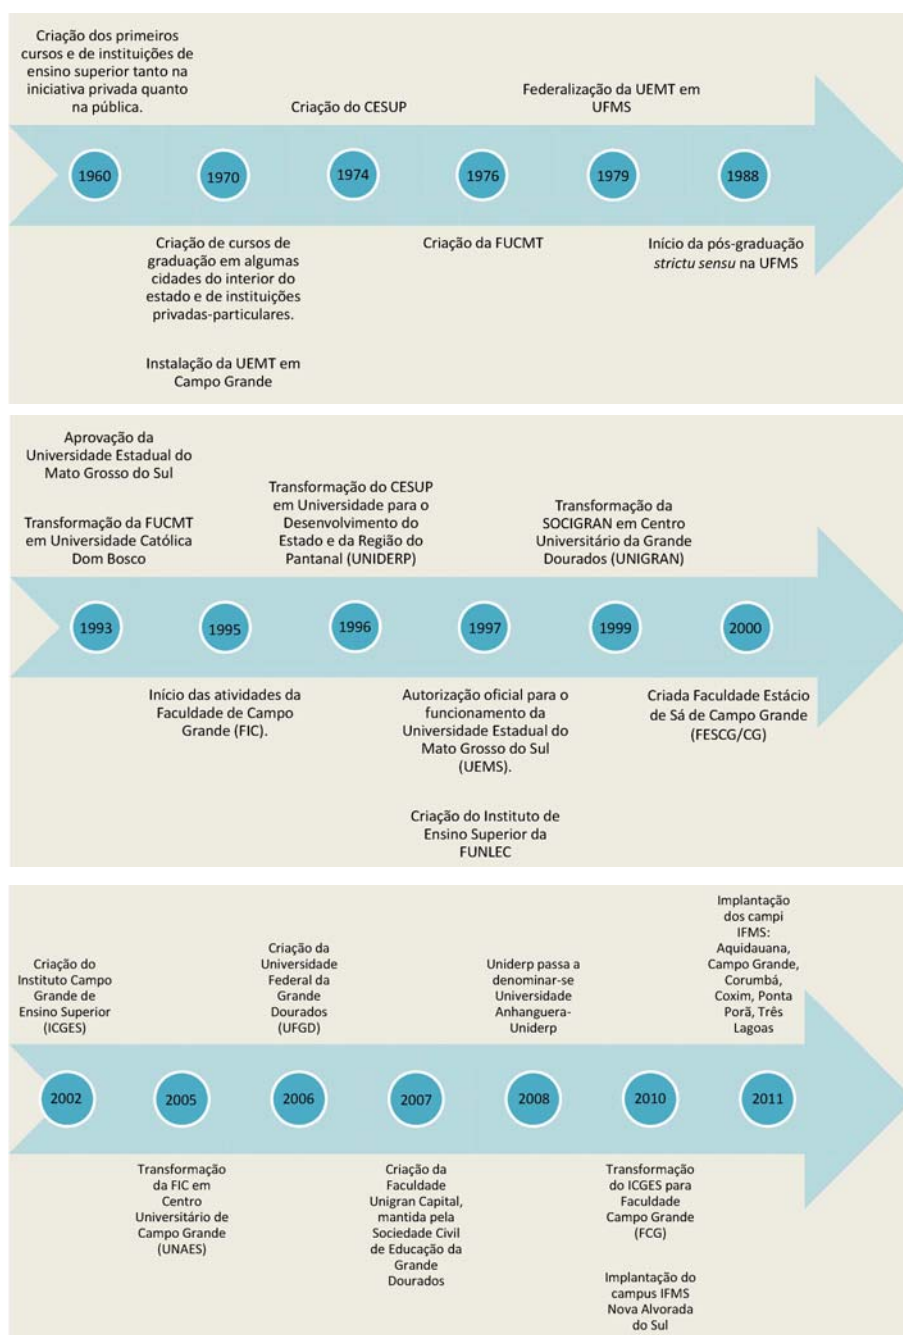 Criação dos primeiros
cursos e de instituições de
ensino superior tanto na
iniciativa privada quanto
na pública.
Criação do CESUP
Federalização da UEMT em
UFMS
1960
1970
1974
1976
1979
1988
Criação de cursos de
graduação em algumas
cidades do interior do
estado e de instituições
privadas-particulares.
Instalação da UEMT em
Campo Grande
Criação da FUCMT
Início da pós-graduação
strictu sensu na UFMS
Aprovação da
Universidade Estadual do
Mato Grosso do Sul
Transformação da FUCMT
em Universidade Católica
Dom Bosco
Transformação do CESUP
em Universidade para o
Desenvolvimento do
Estado e da Região do
Pantanal (UNIDERP)
Transformação da
SOCIGRAN em Centro
Universitário da Grande
Dourados (UNIGRAN)
1993
1995
1996
1997
1999
2000
Início das atividades da
Faculdade de Campo
Grande (FIC).
Autorização oficial para o
funcionamento da
Universidade Estadual do
Mato Grosso do Sul
(UEMS).
Criação do Instituto de
Ensino Superior da
FUNLEC
Criada Faculdade Estácio
de Sá de Campo Grande
(FESCG/CG)
Criação do
Instituto Campo
Grande de
Ensino Superior
(ICGES)
Criação da
Universidade
Federal da
Grande
Dourados
(UFGD)
Uniderp passa a
denominar-se
Universidade
Anhanguera-
Uniderp
Implantação
dos campi
IFMS:
Aquidauana,
Campo Grande,
Corumbá,
Coxim, Ponta
Porã, Três
Lagoas
2002
2005
2006
2007
2008
2010
2011
Transformação
da FIC em
Centro
Universitário de
Campo Grande
(UNAES)
Criação da
Faculdade
Unigran Capital,
mantida pela
Sociedade Civil
de Educação da
Grande
Dourados
Transformação
do ICGES para
Faculdade
Campo Grande
(FCG)
Implantação do
campus IFMS
Nova Alvorada
do Sul